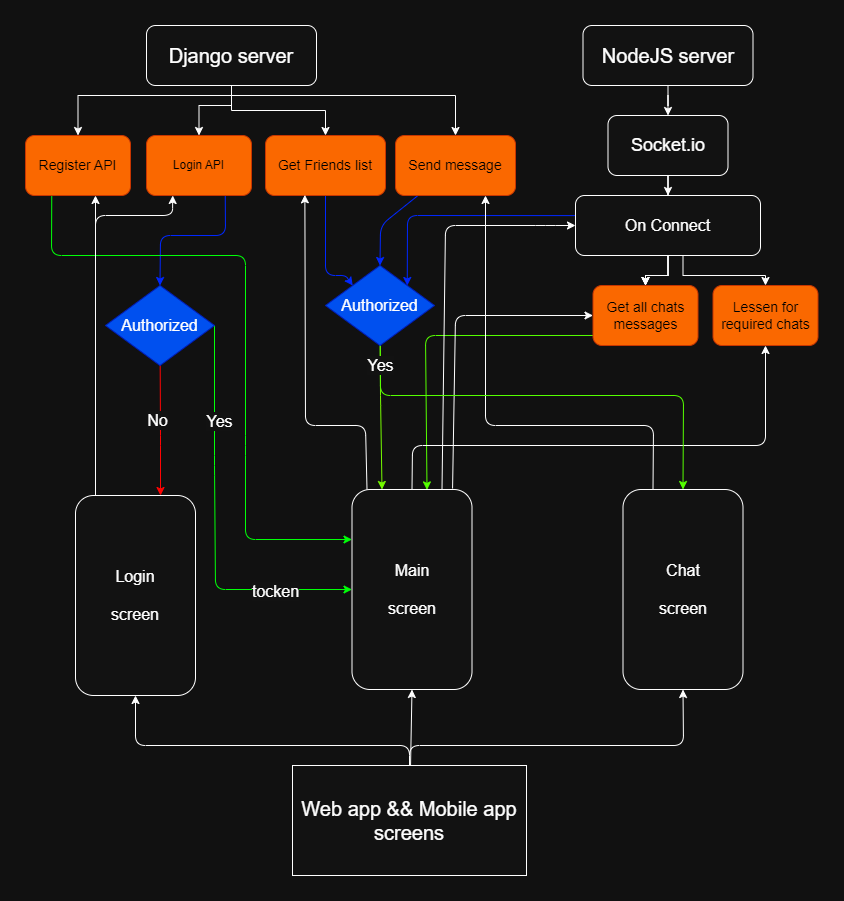 Django server
NodeJS server
Socket.io
Register API
Login API
Get Friends list
Send message
On Connect
Authorized
Authorized
Get all chats
messages
Lessen for
required chats
Yes
No
Yes
Login
screen
tocken
Main
screen
Chat
screen
Web app && Mobile app
screens